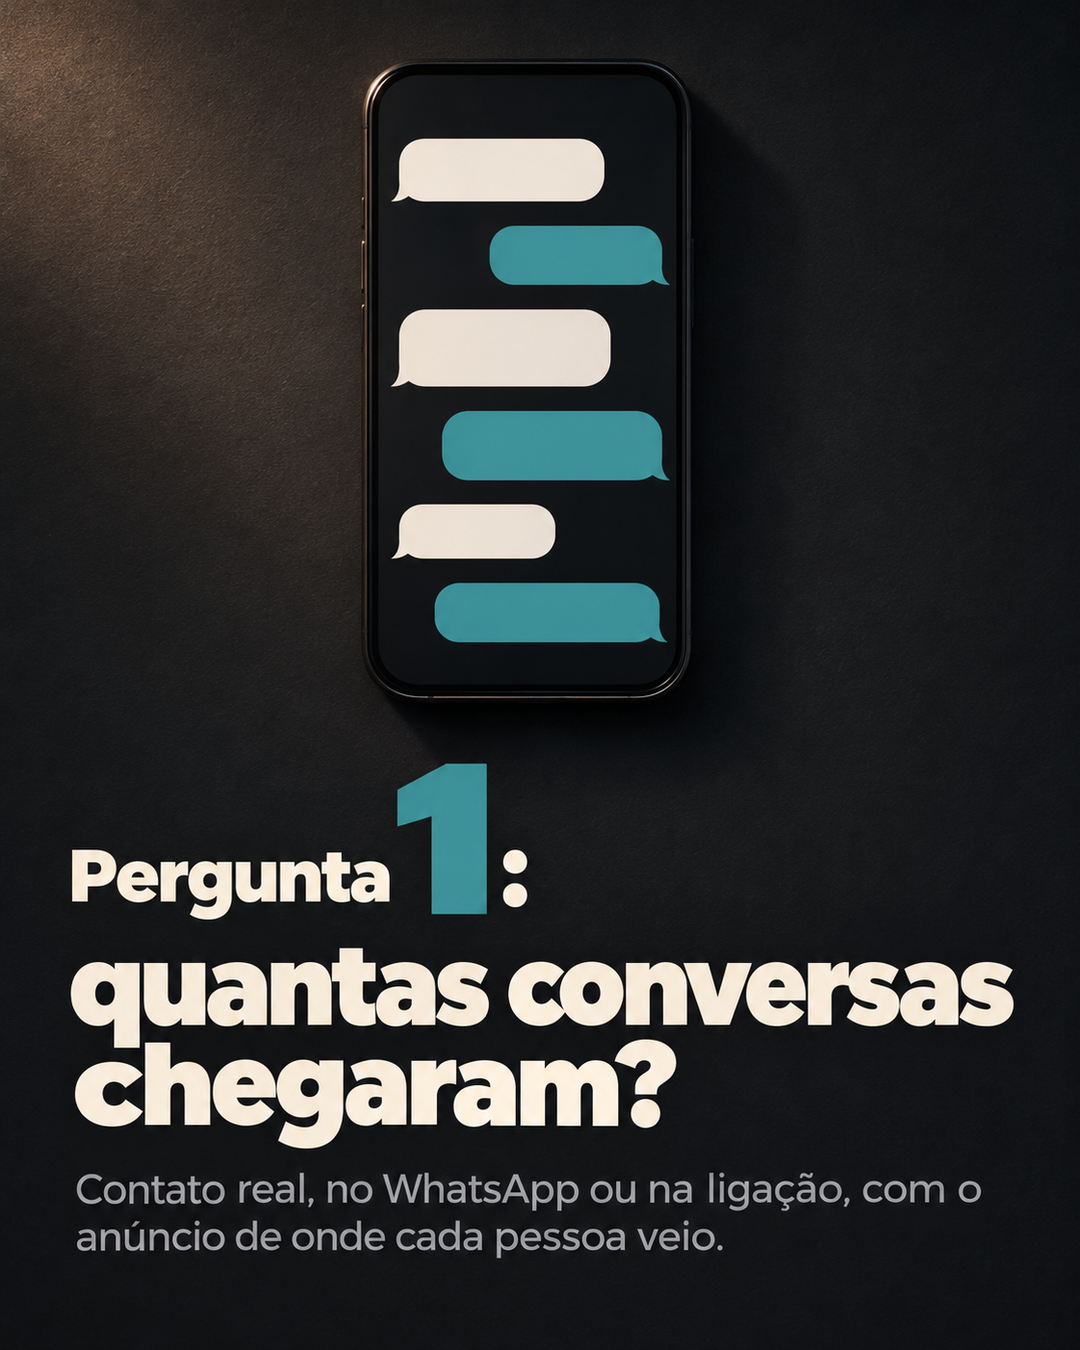 Pergunta 1:
quantas conversas
chegaram?
Contato real, no WhatsApp ou na ligação, com o
anúncio de onde cada pessoa veio.